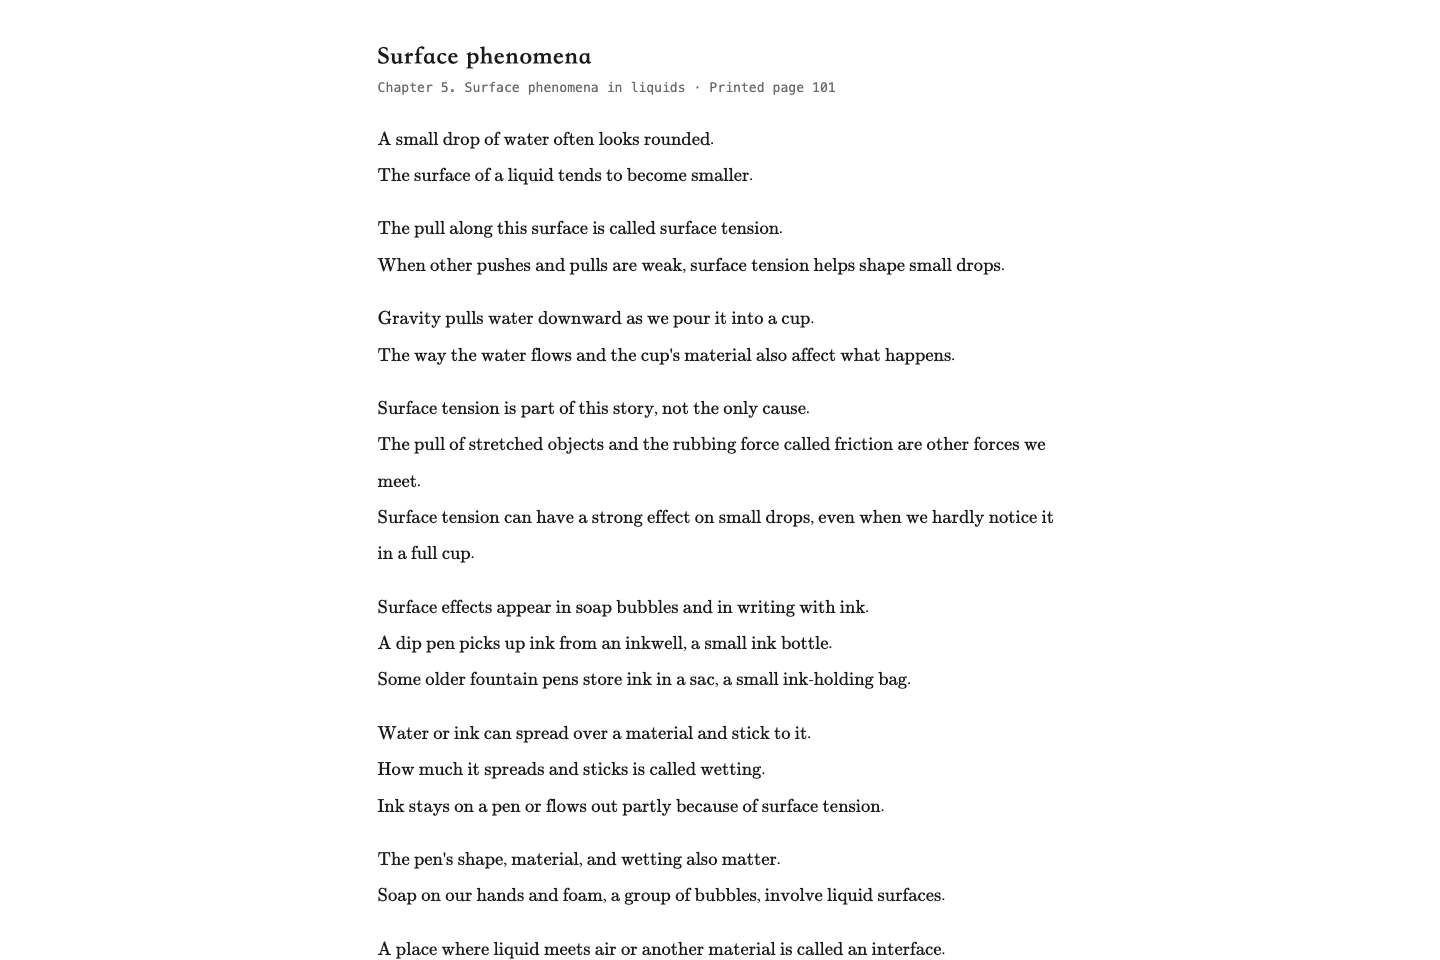 Surface phenomena
Chapter 5. Surface phenomena in liquids · Printed page 101
A small drop of water often looks rounded.
The surface of a liquid tends to become smaller.
The pull along this surface is called surface tension.
When other pushes and pulls are weak, surface tension helps shape small drops.
Gravity pulls water downward as we pour it into a cup.
The way the water flows and the cup's material also affect what happens.
Surface tension is part of this story, not the only cause.
The pull of stretched objects and the rubbing force called friction are other forces we
meet.
Surface tension can have a strong effect on small drops, even when we hardly notice it
in a full cup.
Surface effects appear in soap bubbles and in writing with ink.
A dip pen picks up ink from an inkwell, a small ink bottle.
Some older fountain pens store ink in a sac, a small ink-holding bag.
Water or ink can spread over a material and stick to it.
How much it spreads and sticks is called wetting.
Ink stays on a pen or flows out partly because of surface tension.
The pen's shape, material, and wetting also matter.
Soap on our hands and foam, a group of bubbles, involve liquid surfaces.
A place where liquid meets air or another material is called an interface.